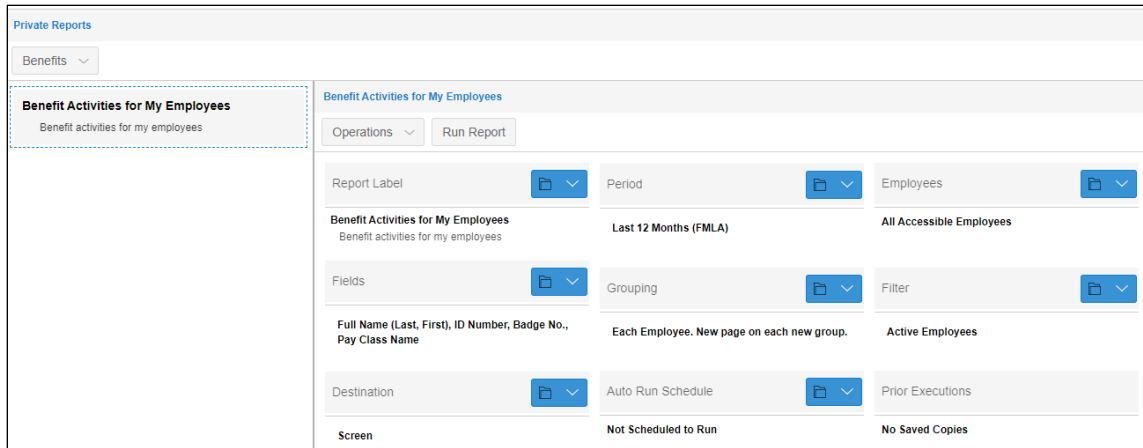 Private Reports
Benefits
Benefit Activities for My Employees
Benefit activities for my employees
Benefit Activities for My Employees
Operations
Run Report
Report Label
Benefit Activities for My Employees
Benefit activities for my employees
Period
Last 12 Months (FMLA)
Employees
All Accessible Employees
Fields
Full Name (Last, First), ID Number, Badge No.,
Pay Class Name
Grouping
Each Employee. New page on each new group.
Filter
Active Employees
Destination
Screen
Auto Run Schedule
Not Scheduled to Run
Prior Executions
No Saved Copies